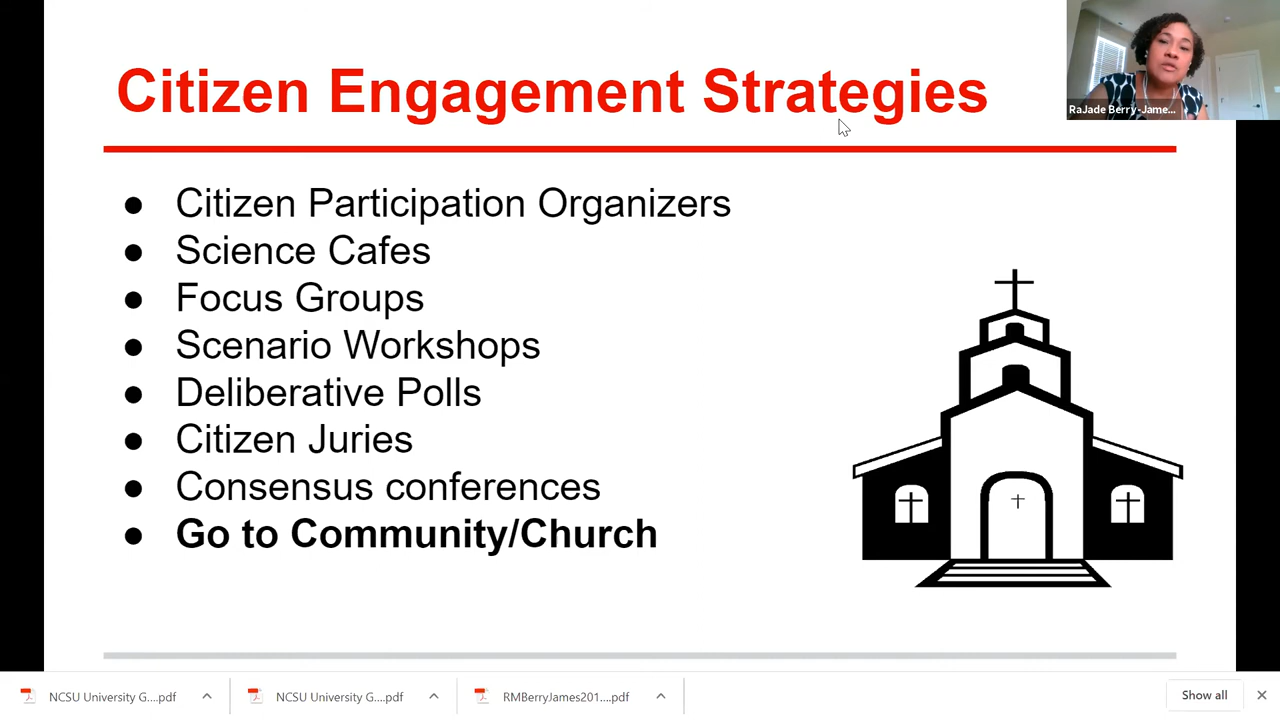 Citizen Engagement Strategies
RaJade Berry-Jame...
● Citizen Participation Organizers
● Science Cafes
● Focus Groups
● Scenario Workshops
● Deliberative Polls
● Citizen Juries
● Consensus conferences
● Go to Community/Church
NCSU University G....pdf
NCSU University G....pdf
RMBerryJames201....pdf
Show all